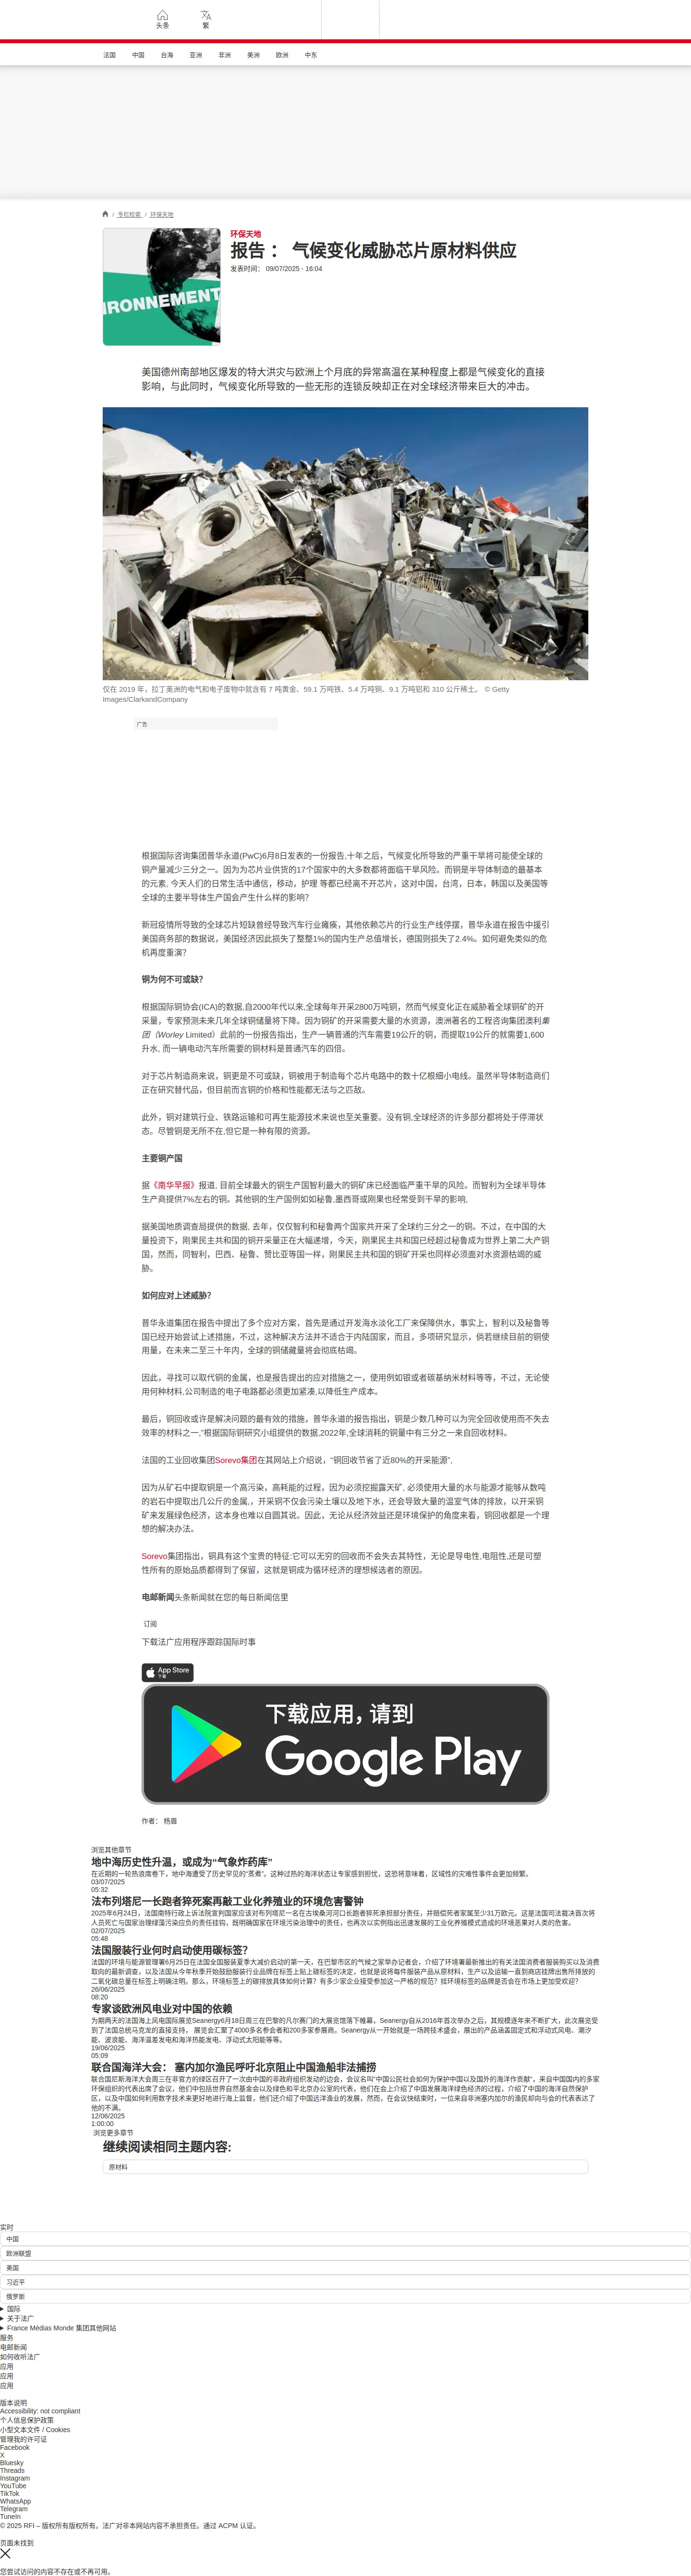 头条
繁
法国
中国
台海
亚洲
非洲
美洲
欧洲
中东
/ 专栏检索 / 环保天地
环保天地
报告 ： 气候变化威胁芯片原材料供应
发表时间： 09/07/2025 - 16:04
IRONNEMENT
美国德州南部地区爆发的特大洪灾与欧洲上个月底的异常高温在某种程度上都是气候变化的直接
影响，与此同时，气候变化所导致的一些无形的连锁反映却正在对全球经济带来巨大的冲击。
仅在 2019 年，拉丁美洲的电气和电子废物中就含有 7 吨黄金、59.1 万吨铁、5.4 万吨铜、9.1 万吨铝和 310 公斤稀土。 © Getty
Images/ClarkandCompany
广告
根据国际咨询集团普华永道(PwC)6月8日发表的一份报告,十年之后，气候变化所导致的严重干旱将可能使全球的
铜产量减少三分之一。因为为芯片业供货的17个国家中的大多数都将面临干旱风险。而铜是半导体制造的最基本
的元素, 今天人们的日常生活中通信，移动，护理 等都已经离不开芯片，这对中国，台湾，日本，韩国以及美国等
全球的主要半导体生产国会产生什么样的影响？
新冠疫情所导致的全球芯片短缺曾经导致汽车行业瘫痪，其他依赖芯片的行业生产线停摆，普华永道在报告中援引
美国商务部的数据说，美国经济因此损失了整整1%的国内生产总值增长，德国则损失了2.4%。如何避免类似的危
机再度重演？
铜为何不可或缺？
根据国际铜协会(ICA)的数据,自2000年代以来,全球每年开采2800万吨铜，然而气候变化正在威胁着全球铜矿的开
采量，专家预测未来几年全球铜储量将下降。因为铜矿的开采需要大量的水资源，澳洲著名的工程咨询集团澳利集
团（Worley Limited）此前的一份报告指出，生产一辆普通的汽车需要19公斤的铜，而提取19公斤的就需要1,600
升水, 而一辆电动汽车所需要的铜材料是普通汽车的四倍。
对于芯片制造商来说，铜更是不可或缺，铜被用于制造每个芯片电路中的数十亿根细小电线。虽然半导体制造商们
正在研究替代品，但目前而言铜的价格和性能都无法与之匹敌。
此外，铜对建筑行业、铁路运输和可再生能源技术来说也至关重要。没有铜,全球经济的许多部分都将处于停滞状
态。尽管铜是无所不在,但它是一种有限的资源。
主要铜产国
据《南华早报》报道, 目前全球最大的铜生产国智利最大的铜矿床已经面临严重干旱的风险。而智利为全球半导体
生产商提供7%左右的铜。其他铜的生产国例如如秘鲁,墨西哥或刚果也经常受到干旱的影响,
据美国地质调查局提供的数据, 去年，仅仅智利和秘鲁两个国家共开采了全球约三分之一的铜。不过，在中国的大
量投资下，刚果民主共和国的铜开采量正在大幅递增，今天，刚果民主共和国已经超过秘鲁成为世界上第二大产铜
国，然而，同智利，巴西、秘鲁、赞比亚等国一样，刚果民主共和国的铜矿开采也同样必须面对水资源枯竭的威
胁。
如何应对上述威胁？
普华永道集团在报告中提出了多个应对方案，首先是通过开发海水淡化工厂来保障供水，事实上，智利以及秘鲁等
国已经开始尝试上述措施，不过，这种解决方法并不适合于内陆国家，而且，多项研究显示，倘若继续目前的铜使
用量，在未来二至三十年内，全球的铜储藏量将会彻底枯竭。
因此，寻找可以取代铜的金属，也是报告提出的应对措施之一，使用例如银或者碳基纳米材料等等，不过，无论使
用何种材料,公司制造的电子电路都必须更加紧凑,以降低生产成本。
最后，铜回收或许是解决问题的最有效的措施，普华永道的报告指出，铜是少数几种可以为完全回收使用而不失去
效率的材料之一,”根据国际铜研究小组提供的数据,2022年,全球消耗的铜量中有三分之一来自回收材料。
法国的工业回收集团Sorevo集团在其网站上介绍说，“铜回收节省了近80%的开采能源”,
因为从矿石中提取铜是一个高污染，高耗能的过程，因为必须挖掘露天矿, 必须使用大量的水与能源才能够从数吨
的岩石中提取出几公斤的金属,，开采铜不仅会污染土壤以及地下水，还会导致大量的温室气体的排放，以开采铜
矿来发展绿色经济，这本身也难以自圆其说。因此，无论从经济效益还是环境保护的角度来看，铜回收都是一个理
想的解决办法。
Sorevo集团指出，铜具有这个宝贵的特征:它可以无穷的回收而不会失去其特性，无论是导电性,电阻性,还是可塑
性所有的原始品质都得到了保留，这就是铜成为循环经济的理想候选者的原因。
电邮新闻头条新闻就在您的每日新闻信里
订阅
下载法广应用程序跟踪国际时事
App Store
下载
下载应用，请到
Google Play
作者： 杨眉
浏览其他章节
地中海历史性升温，或成为“气象炸药库”
在近期的一轮热浪席卷下，地中海遭受了历史罕见的“蒸煮”。这种过热的海洋状态让专家感到担忧，这恐将意味着，区域性的灾难性事件会更加频繁。
03/07/2025
05:32
法布列塔尼一长跑者猝死案再敲工业化养殖业的环境危害警钟
2025年6月24日，法国南特行政上诉法院宣判国家应该对布列塔尼一名在古埃桑河河口长跑者猝死承担部分责任，并赔偿死者家属至少31万欧元。这是法国司法裁决首次将
人员死亡与国家治理绿藻污染应负的责任挂钩，既明确国家在环境污染治理中的责任，也再次以实例指出迅速发展的工业化养殖模式造成的环境恶果对人类的危害。
02/07/2025
05:48
法国服装行业何时启动使用碳标签？
法国的环境与能源管理署6月25日在法国全国服装夏季大减价启动的第一天，在巴黎市区的气候之家举办记者会，介绍了环境署最新推出的有关法国消费者服装购买以及消费
取向的最新调查，以及法国从今年秋季开始鼓励服装行业品牌在标签上贴上碳标签的决定，也就是说将每件服装产品从原材料，生产以及运输一直到商店挂牌出售所排放的
二氧化碳总量在标签上明确注明。那么，环境标签上的碳排放具体如何计算？有多少家企业接受参加这一严格的规范？挂环境标签的品牌是否会在市场上更加受欢迎？
26/06/2025
08:20
专家谈欧洲风电业对中国的依赖
为期两天的法国海上风电国际展览Seanergy6月18日周三在巴黎的凡尔赛门的大展览馆落下帷幕，Seanergy自从2016年首次举办之后，其规模逐年来不断扩大，此次展览受
到了法国总统马克龙的直接支持， 展览会汇聚了4000多名参会者和200多家参展商。Seanergy从一开始就是一场跨技术盛会，展出的产品涵盖固定式和浮动式风电、潮汐
能、波浪能、海洋温差发电和海洋热能发电、浮动式太阳能等等。
19/06/2025
05:09
联合国海洋大会： 塞内加尔渔民呼吁北京阻止中国渔船非法捕捞
联合国尼斯海洋大会周三在非官方的绿区召开了一次由中国的非政府组织发动的边会，会议名叫“中国公民社会如何为保护中国以及国外的海洋作贡献”，来自中国国内的多家
环保组织的代表出席了会议，他们中包括世界自然基金会以及绿色和平北京办公室的代表，他们在会上介绍了中国发展海洋绿色经济的过程，介绍了中国的海洋自然保护
区，以及中国如何利用数字技术来更好地进行海上监督，他们还介绍了中国远洋渔业的发展，然而，在会议快结束时，一位来自非洲塞内加尔的渔民却向与会的代表表达了
他的不满。
12/06/2025
1:00:00
浏览更多章节
继续阅读相同主题内容:
原材料
实时
中国
欧洲联盟
美国
习近平
俄罗斯
国际
关于法广
France Médias Monde 集团其他网站
服务
电邮新闻
如何收听法广
应用
应用
应用
版本说明
Accessibility: not compliant
个人信息保护政策
小型文本文件 / Cookies
管理我的许可证
Facebook
X
Bluesky
Threads
Instagram
YouTube
TikTok
WhatsApp
Telegram
TuneIn
© 2025 RFI – 版权所有版权所有。法广对非本网站内容不承担责任。通过 ACPM 认证。
页面未找到
您尝试访问的内容不存在或不再可用。